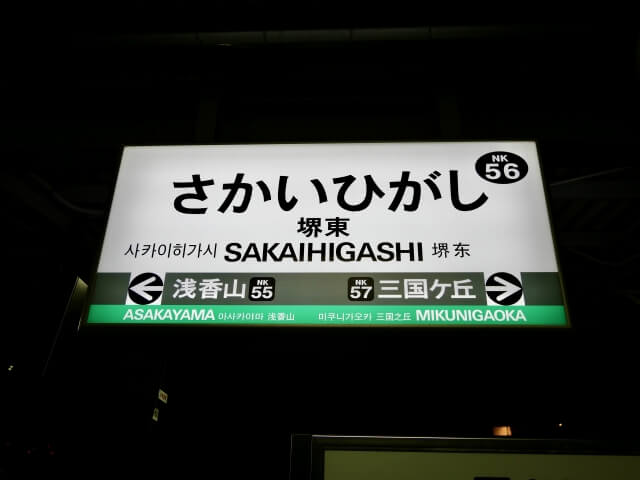 NK
56
さかいひがし
堺東
사카이히가시 SAKAIHIGASHI 堺东
浅香山 NK 55 NK 57 三国ケ丘
ASAKAYAMA 아사카야마 浅香山 미쿠니가오카 三国之丘 MIKUNIGAOKA